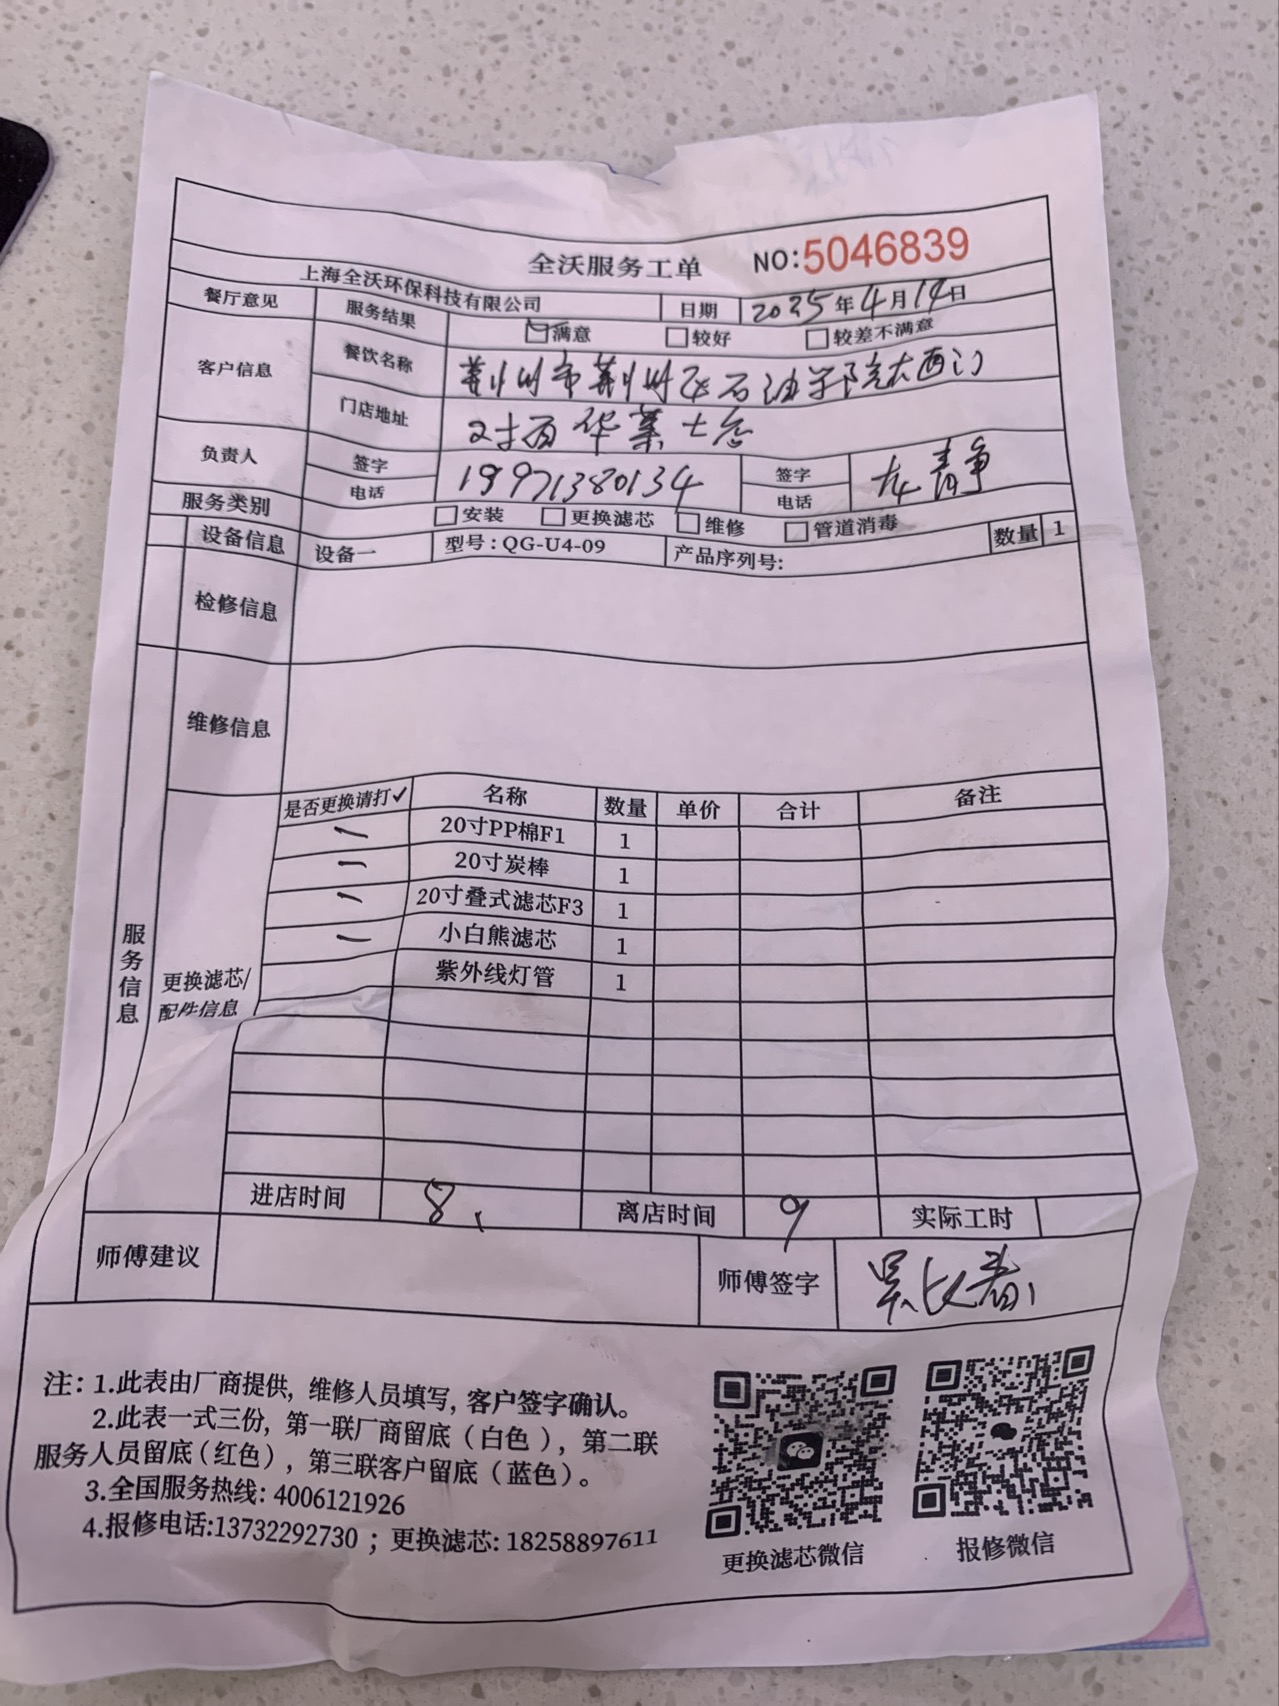 全沃服务工单 NO:5046839
上海全沃环保科技有限公司 日期 2025年4月14日
餐厅意见 服务结果 满意 较好 较差不满意
客户信息 餐饮名称 荆州市荆州区石油学院大西门
门店地址 对面华莱士店
负责人 签字 签字
电话 19971380134 电话
服务类别 安装 更换滤芯 维修 管道消毒
设备信息 设备一 型号:QG-U4-09 产品序列号: 数量 1
检修信息
维修信息
服务信息
更换滤芯/
配件信息
是否更换请打✓ 名称 数量 单价 合计 备注
一 20寸PP棉F1 1
一 20寸炭棒 1
一 20寸叠式滤芯F3 1
一 小白熊滤芯 1
紫外线灯管 1
进店时间 8、 离店时间 9 实际工时
师傅建议 师傅签字
注:1.此表由厂商提供,维修人员填写,客户签字确认。
2.此表一式三份,第一联厂商留底(白色),第二联
服务人员留底(红色),第三联客户留底(蓝色)。
3.全国服务热线:4006121926
4.报修电话:13732292730;更换滤芯:18258897611
更换滤芯微信 报修微信